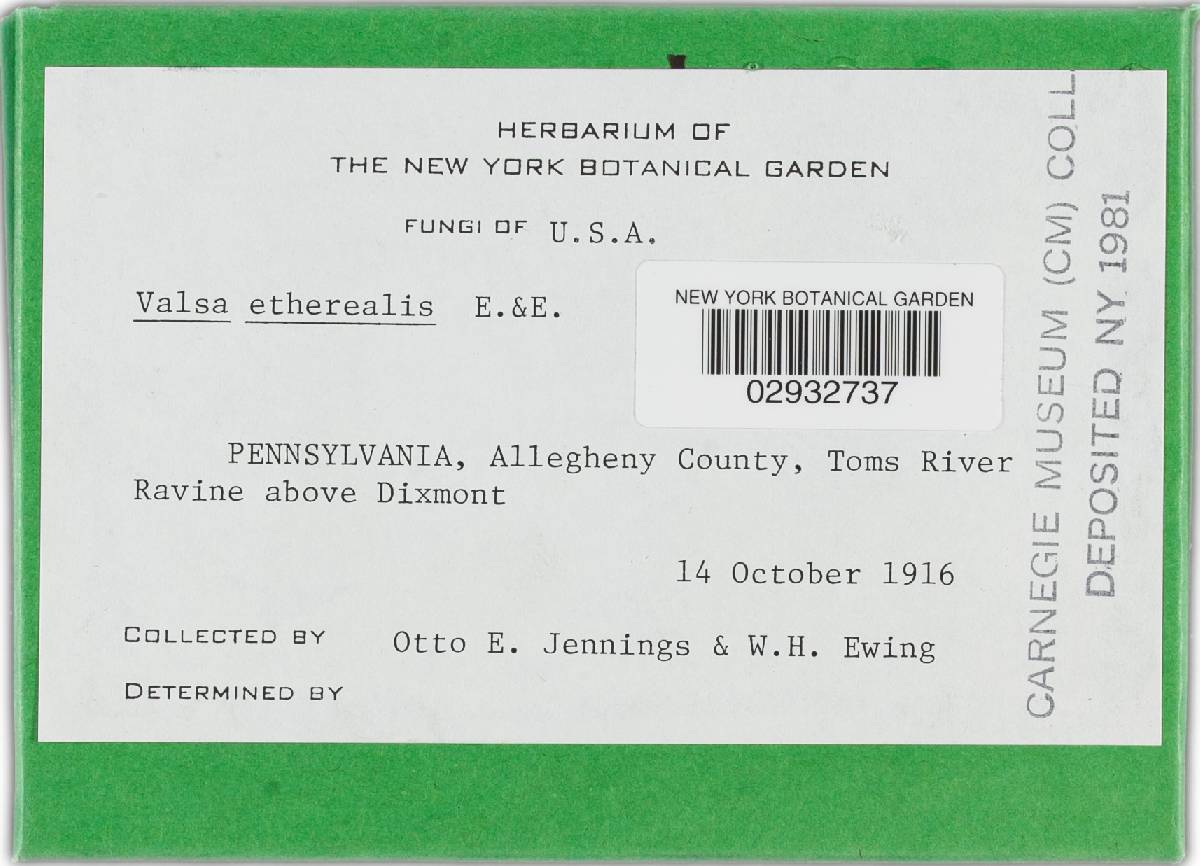 HERBARIUM OF
THE NEW YORK BOTANICAL GARDEN
FUNGI OF U.S.A.
Valsa etherealis E.&E.
NEW YORK BOTANICAL GARDEN
02932737
PENNSYLVANIA, Allegheny County, Toms River
Ravine above Dixmont
14 October 1916
COLLECTED BY Otto E. Jennings & W.H. Ewing
DETERMINED BY
CARNEGIE MUSEUM (CM) COLL.
DEPOSITED NY 1981